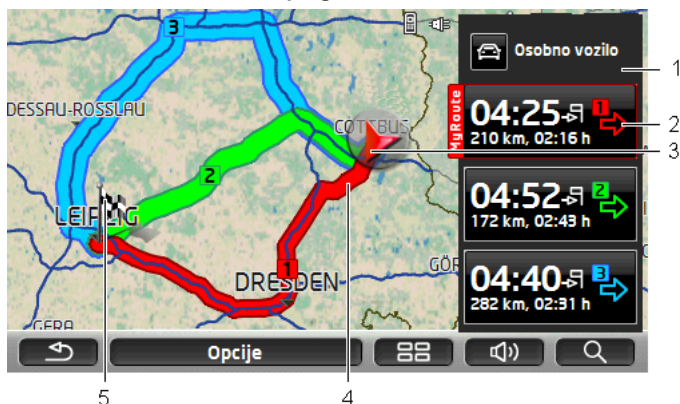 3
Osobno vozilo
1
DESSAU-ROSSLAU
COTTBUS
MyRoute
04:25
1
210 km, 02:16 h
2
3
2
04:52
2
172 km, 02:43 h
LEIPZIG
1
DRESDEN
GÖR
04:40
3
282 km, 02:31 h
GERA
Opcije
5
4